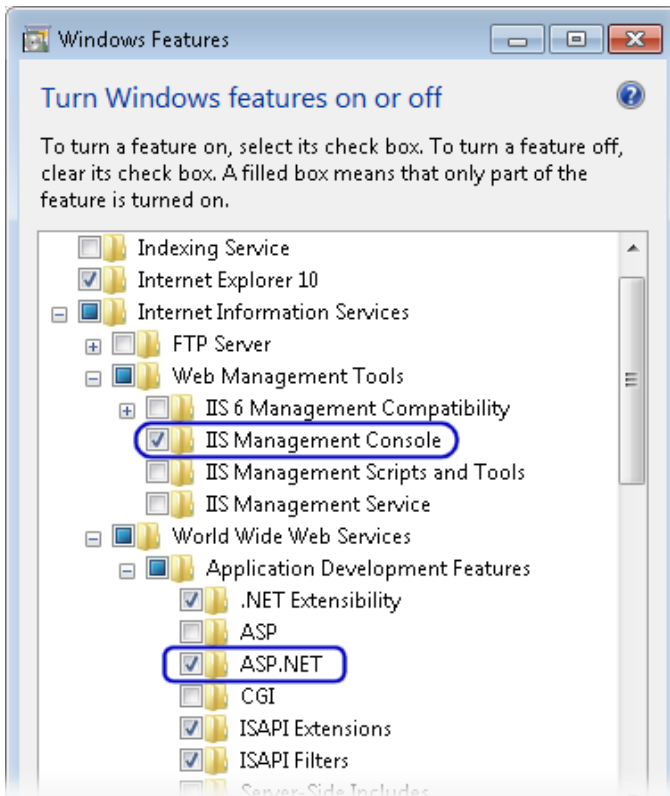 Windows Features
Turn Windows features on or off
To turn a feature on, select its check box. To turn a feature off,
clear its check box. A filled box means that only part of the
feature is turned on.
Indexing Service
Internet Explorer 10
Internet Information Services
FTP Server
Web Management Tools
IIS 6 Management Compatibility
IIS Management Console
IIS Management Scripts and Tools
IIS Management Service
World Wide Web Services
Application Development Features
.NET Extensibility
ASP
ASP.NET
CGI
ISAPI Extensions
ISAPI Filters
Server-Side Includes